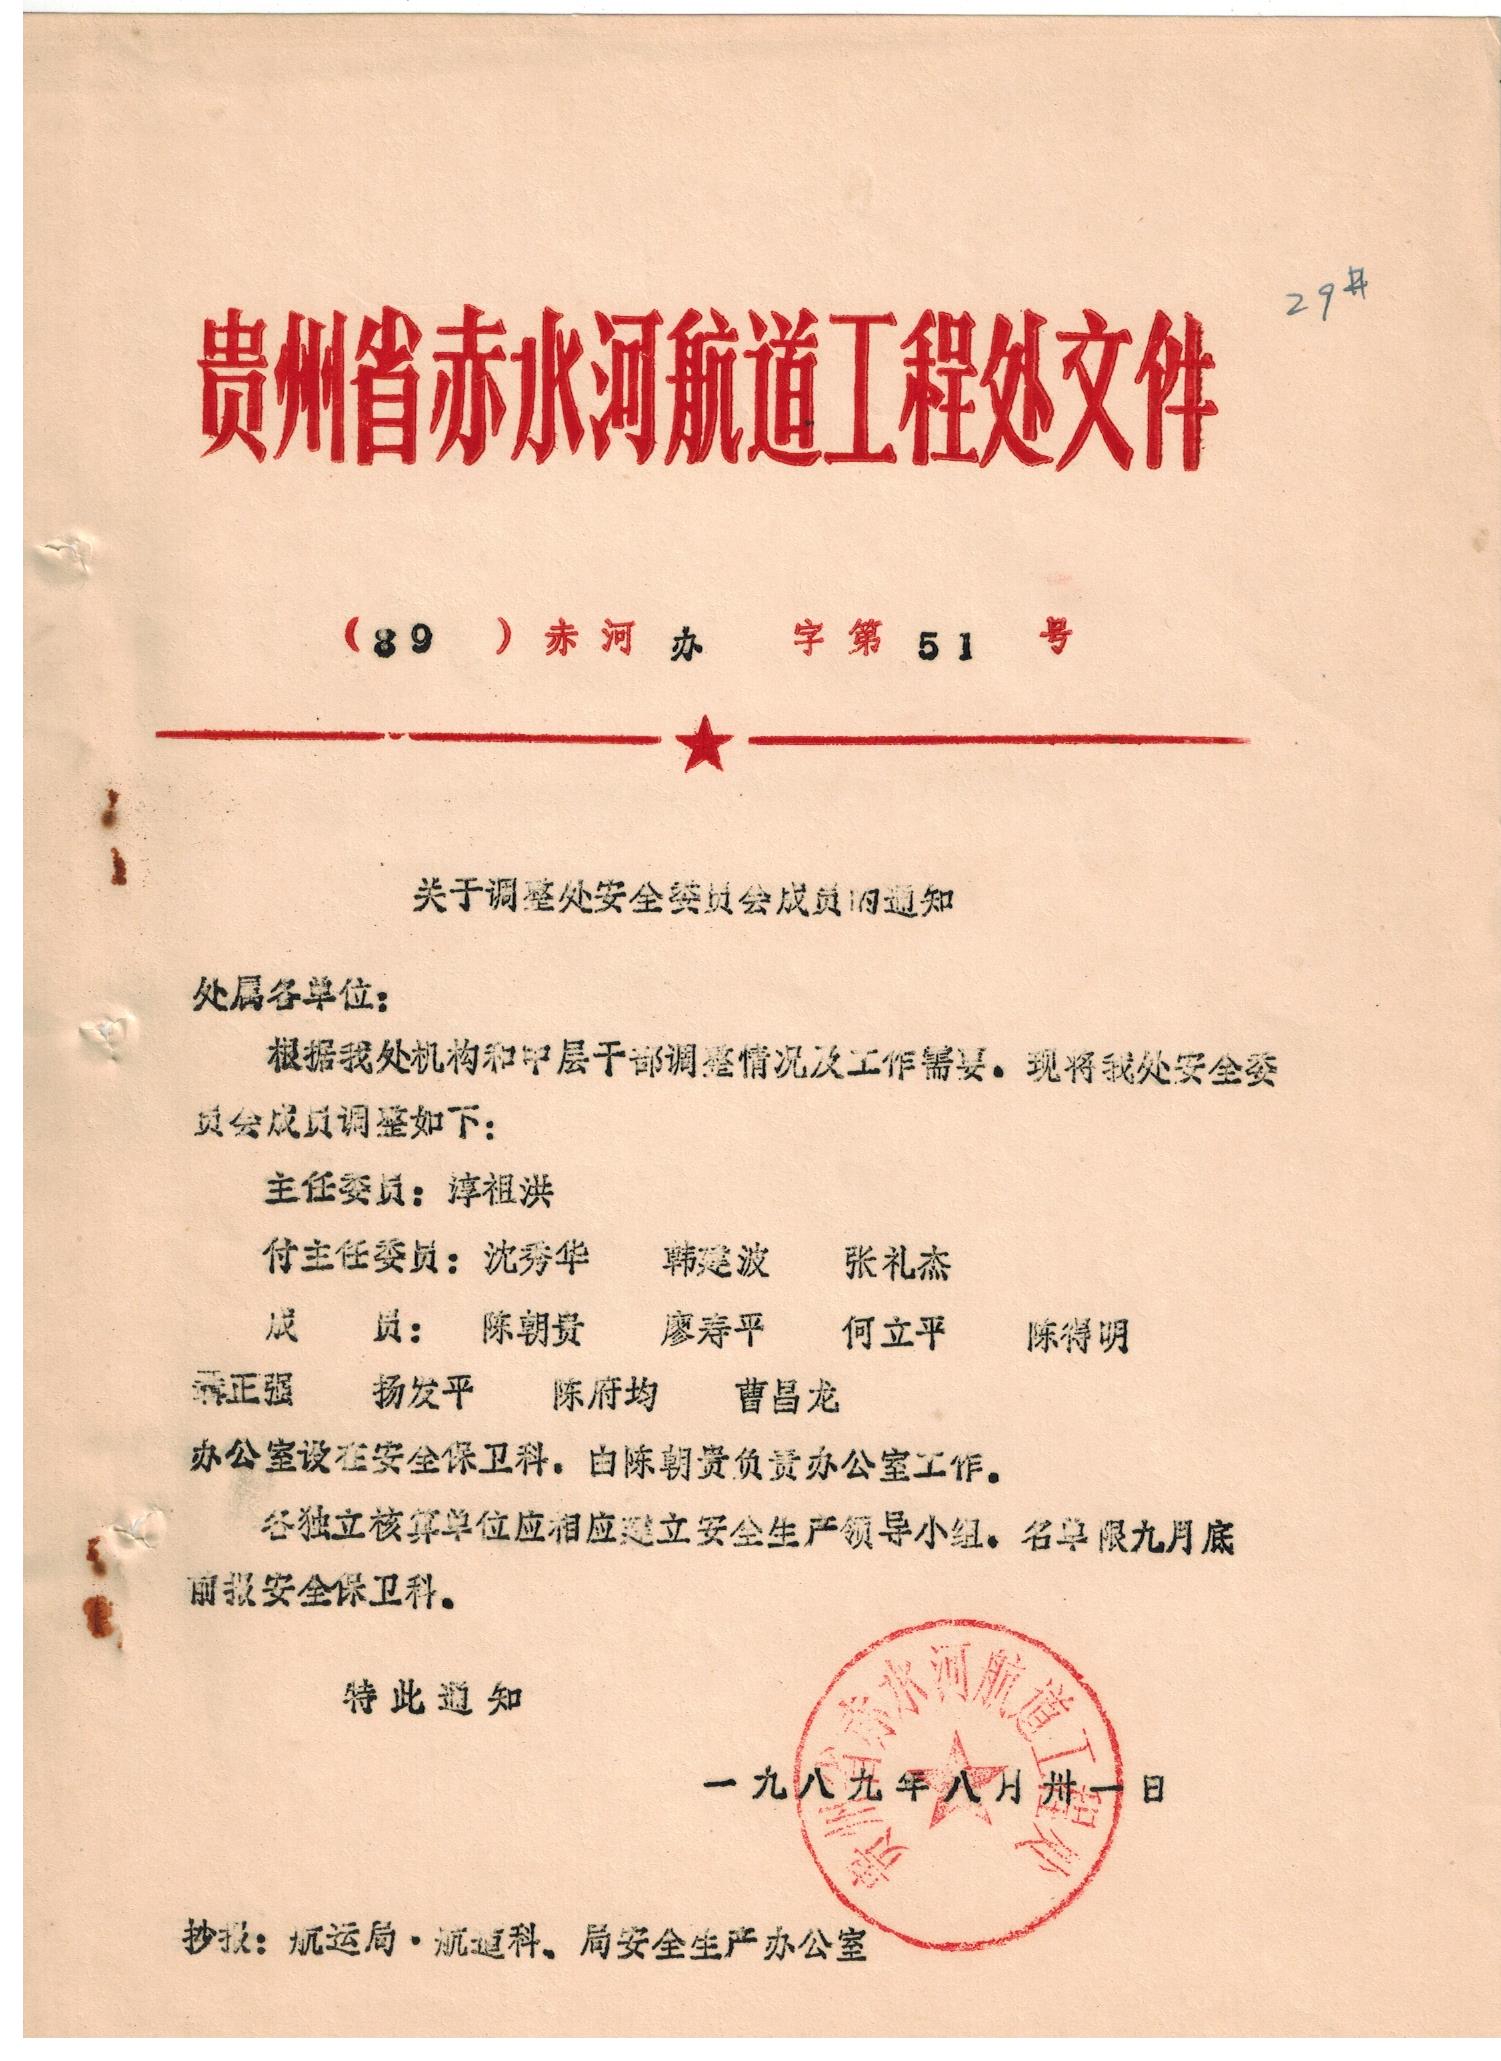 29#
贵州省赤水河航道工程处文件
(89)赤河办字第51号
关于调整处安全委员会成员的通知
处属各单位:
根据我处机构和中层干部调整情况及工作需要.现将我处安全委
员会成员调整如下:
主任委员:淳祖洪
付主任委员:沈秀华 韩建波 张礼杰
成 员: 陈朝贵 廖寿平 何立平 陈得明
正强 扬发平 陈府均 曹昌龙
办公室设在安全保卫科.由陈朝贵负责办公室工作.
各独立核算单位应相应建立安全生产领导小组.名单限九月底
前报安全保卫科.
特此通知
一九八九年八月卅一日
贵州省赤水河航道工程处
抄报:航运局·航道科、局安全生产办公室